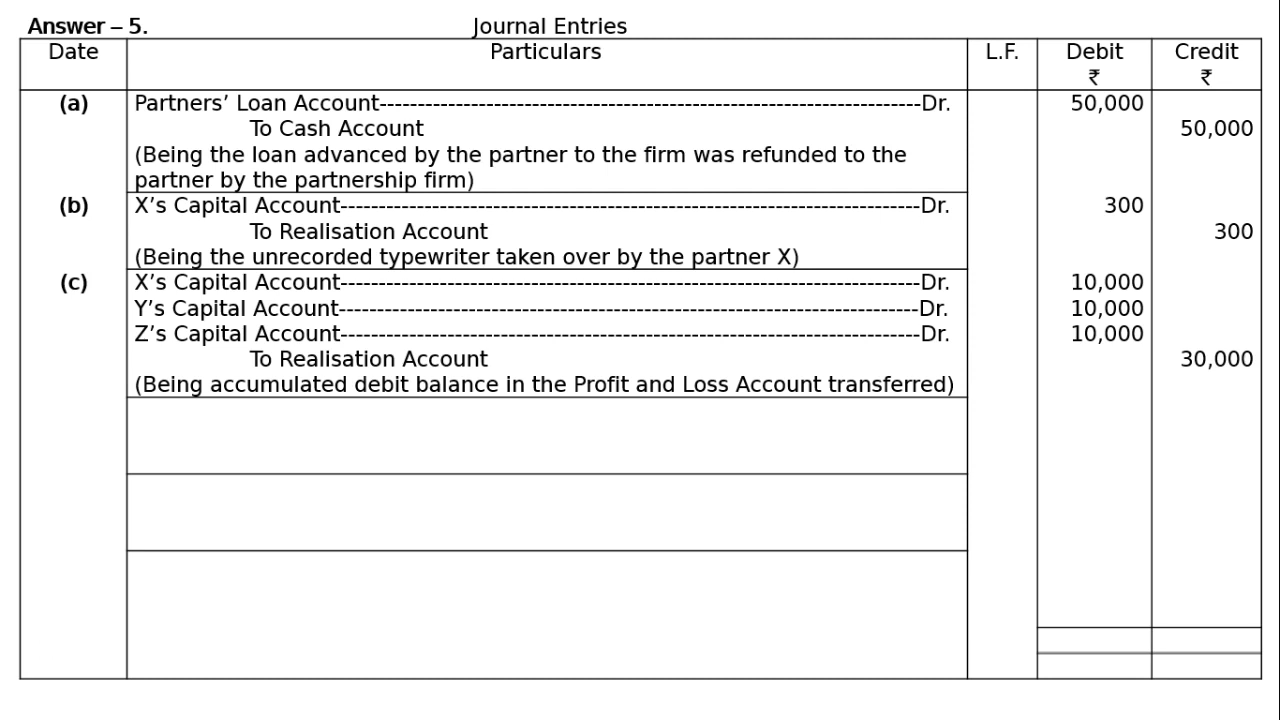 Answer – 5. Journal Entries
Date Particulars L.F. Debit Credit
₹ ₹
(a) Partners’ Loan Account-------------------------------------------------------------------------------------Dr. 50,000
To Cash Account 50,000
(Being the loan advanced by the partner to the firm was refunded to the
partner by the partnership firm)
(b) X’s Capital Account-------------------------------------------------------------------------------------------Dr. 300
To Realisation Account 300
(Being the unrecorded typewriter taken over by the partner X)
(c) X’s Capital Account-------------------------------------------------------------------------------------------Dr. 10,000
Y’s Capital Account-------------------------------------------------------------------------------------------Dr. 10,000
Z’s Capital Account-------------------------------------------------------------------------------------------Dr. 10,000
To Realisation Account 30,000
(Being accumulated debit balance in the Profit and Loss Account transferred)